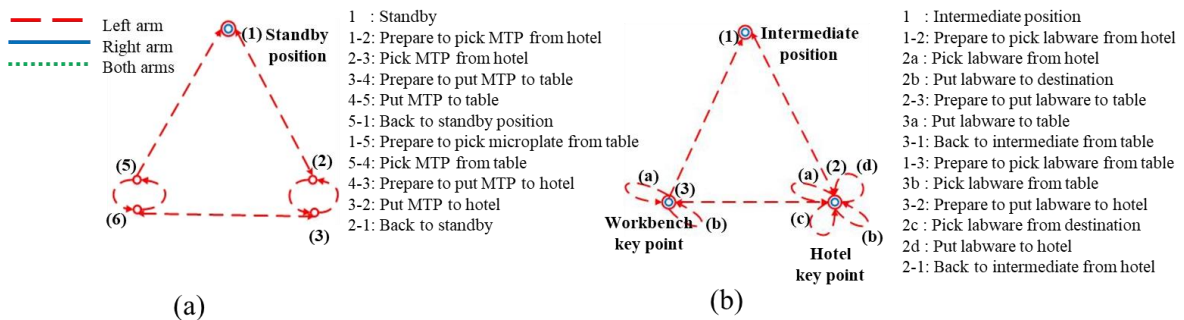 Left arm
Right arm
Both arms
(1) Standby
position
(5)
(2)
(6)
(3)
(a)
1 : Standby
1-2: Prepare to pick MTP from hotel
2-3: Pick MTP from hotel
3-4: Prepare to put MTP to table
4-5: Put MTP to table
5-1: Back to standby position
1-5: Prepare to pick microplate from table
5-4: Pick MTP from table
4-3: Prepare to put MTP to hotel
3-2: Put MTP to hotel
2-1: Back to standby
(1)
Intermediate
position
(a)
(3)
(b)
Workbench
key point
(a)
(2)
(d)
(c)
(b)
Hotel
key point
(b)
1 : Intermediate position
1-2: Prepare to pick labware from hotel
2a : Pick labware from hotel
2b : Put labware to destination
2-3: Prepare to put labware to table
3a : Put labware to table
3-1: Back to intermediate from table
1-3: Prepare to pick labware from table
3b : Pick labware from table
3-2: Prepare to put labware to hotel
2c : Pick labware from destination
2d : Put labware to hotel
2-1: Back to intermediate from hotel